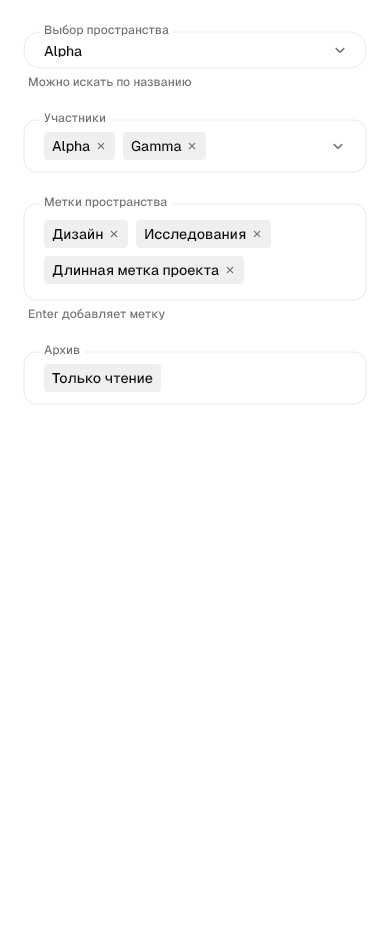 Выбор пространства
Alpha
Можно искать по названию
Участники
Alpha × Gamma ×
Метки пространства
Дизайн × Исследования ×
Длинная метка проекта ×
Enter добавляет метку
Архив
Только чтение